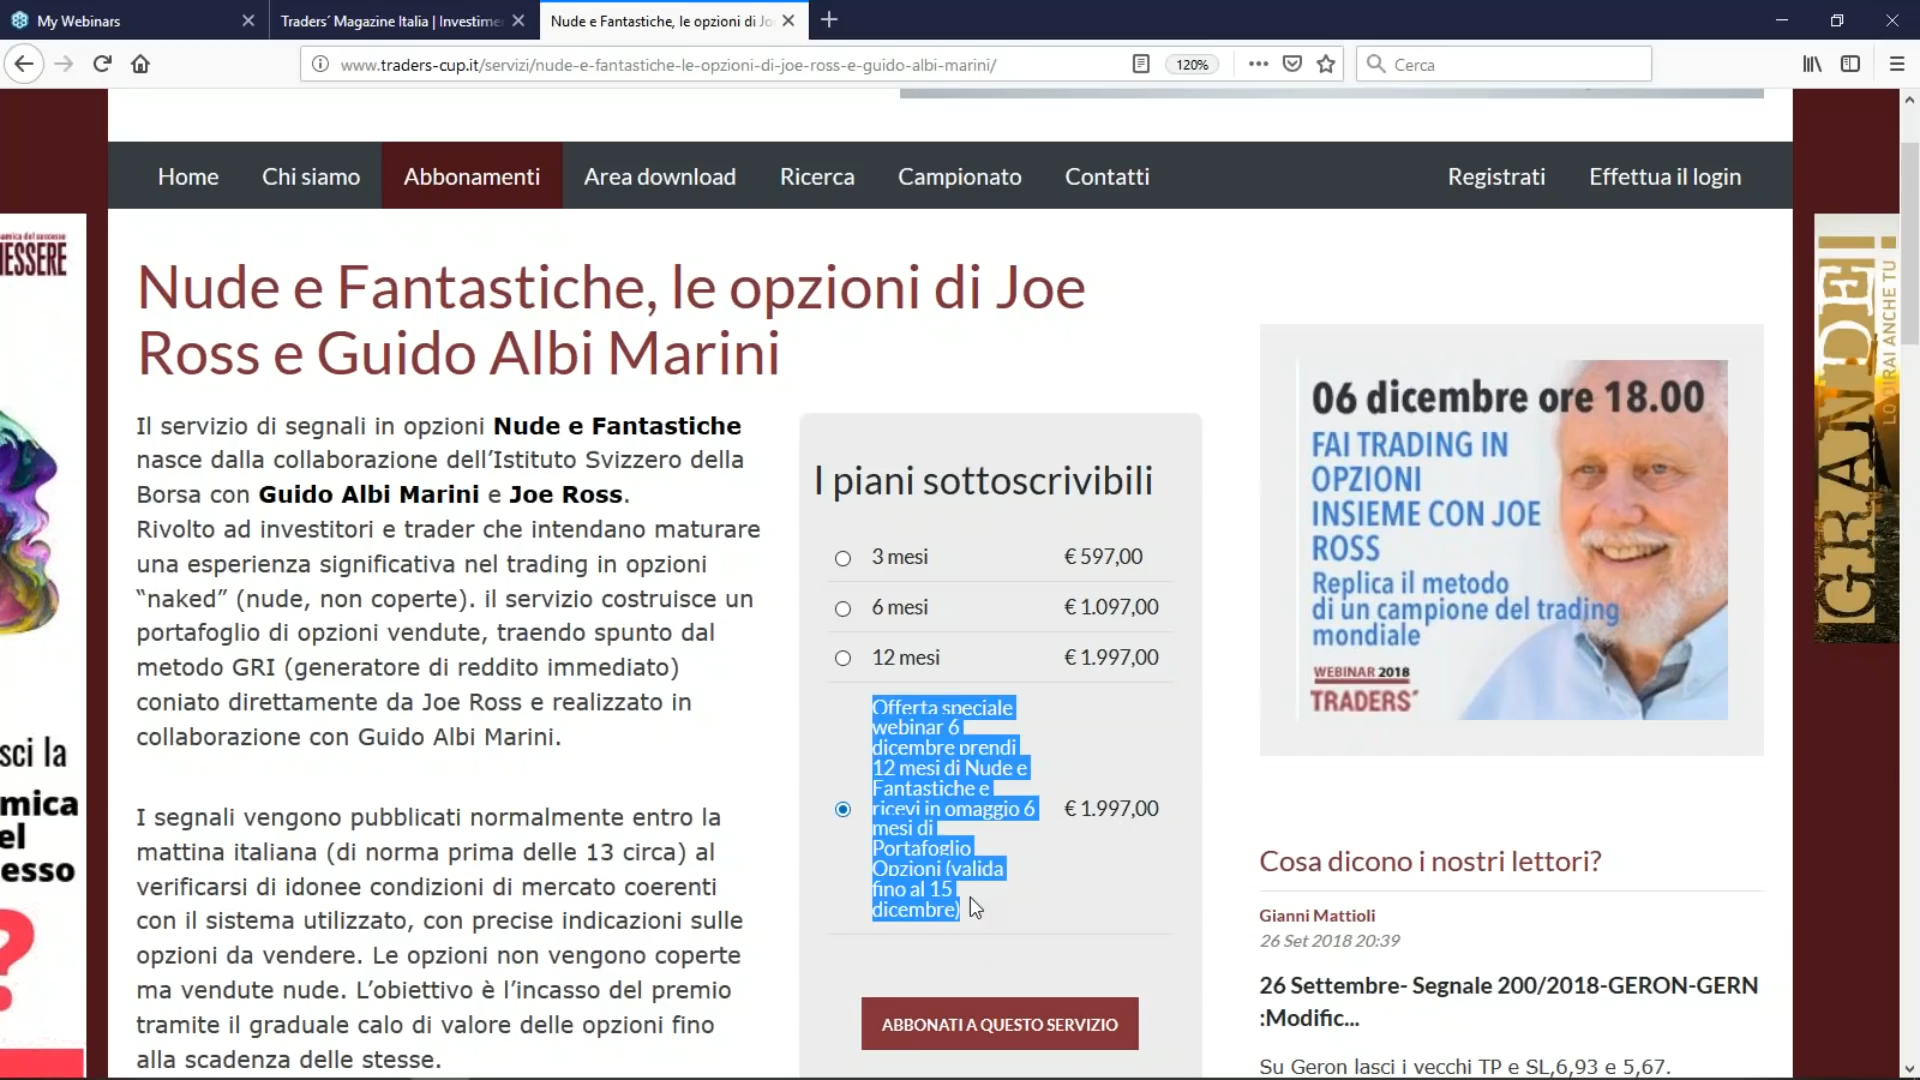 My Webinars
Traders´ Magazine Italia | Investime
Nude e Fantastiche, le opzioni di Jo
www.traders-cup.it/servizi/nude-e-fantastiche-le-opzioni-di-joe-ross-e-guido-albi-marini/
120%
Cerca
Home
Chi siamo
Abbonamenti
Area download
Ricerca
Campionato
Contatti
Registrati
Effettua il login
Nude e Fantastiche, le opzioni di Joe
Ross e Guido Albi Marini
Il servizio di segnali in opzioni Nude e Fantastiche
nasce dalla collaborazione dell’Istituto Svizzero della
Borsa con Guido Albi Marini e Joe Ross.
Rivolto ad investitori e trader che intendano maturare
una esperienza significativa nel trading in opzioni
“naked” (nude, non coperte). il servizio costruisce un
portafoglio di opzioni vendute, traendo spunto dal
metodo GRI (generatore di reddito immediato)
coniato direttamente da Joe Ross e realizzato in
collaborazione con Guido Albi Marini.
I segnali vengono pubblicati normalmente entro la
mattina italiana (di norma prima delle 13 circa) al
verificarsi di idonee condizioni di mercato coerenti
con il sistema utilizzato, con precise indicazioni sulle
opzioni da vendere. Le opzioni non vengono coperte
ma vendute nude. L’obiettivo è l’incasso del premio
tramite il graduale calo di valore delle opzioni fino
alla scadenza delle stesse.
I piani sottoscrivibili
3 mesi € 597,00
6 mesi € 1.097,00
12 mesi € 1.997,00
Offerta speciale
webinar 6
dicembre prendi
12 mesi di Nude e
Fantastiche e
ricevi in omaggio 6
mesi di
Portafoglio
Opzioni (valida
fino al 15
dicembre)
€ 1.997,00
ABBONATI A QUESTO SERVIZIO
06 dicembre ore 18.00
FAI TRADING IN
OPZIONI
INSIEME CON JOE
ROSS
Replica il metodo
di un campione del trading
mondiale
WEBINAR 2018
TRADERS´
Cosa dicono i nostri lettori?
Gianni Mattioli
26 Set 2018 20:39
26 Settembre- Segnale 200/2018-GERON-GERN
:Modific...
Su Geron lasci i vecchi TP e SL,6,93 e 5,67.
ESSERE
sci la
mica
el
esso
?
GRANDE!
LO DIRAI ANCHE TU